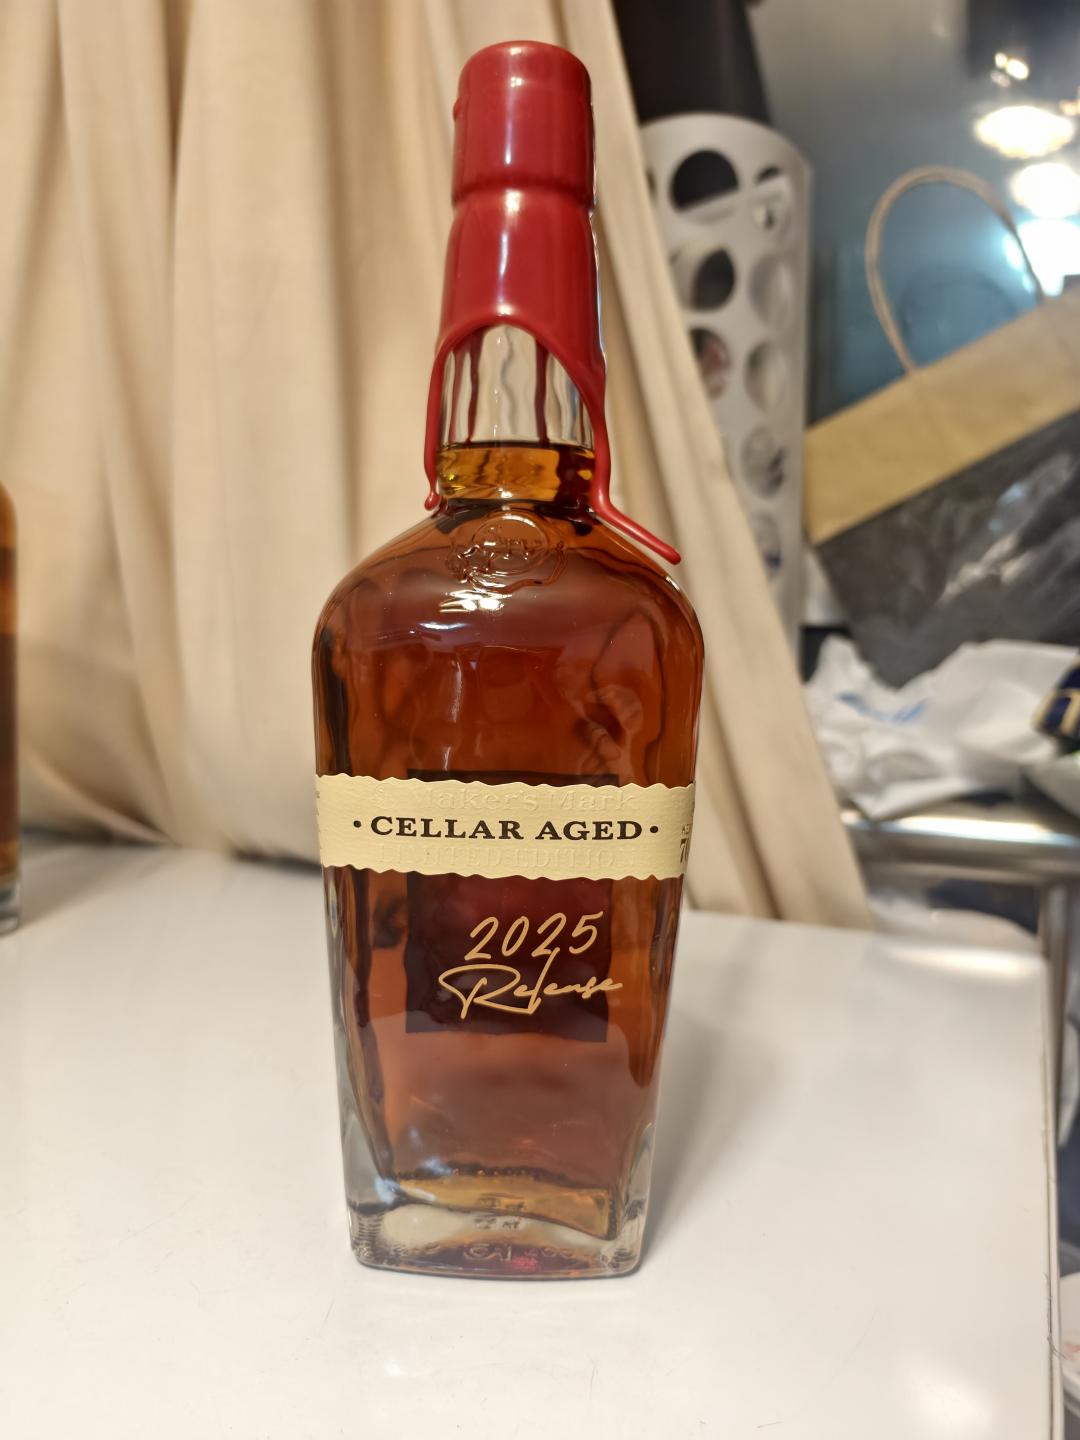 Maker's Mark
• CELLAR AGED •
LIMITED EDITION
2025
Release